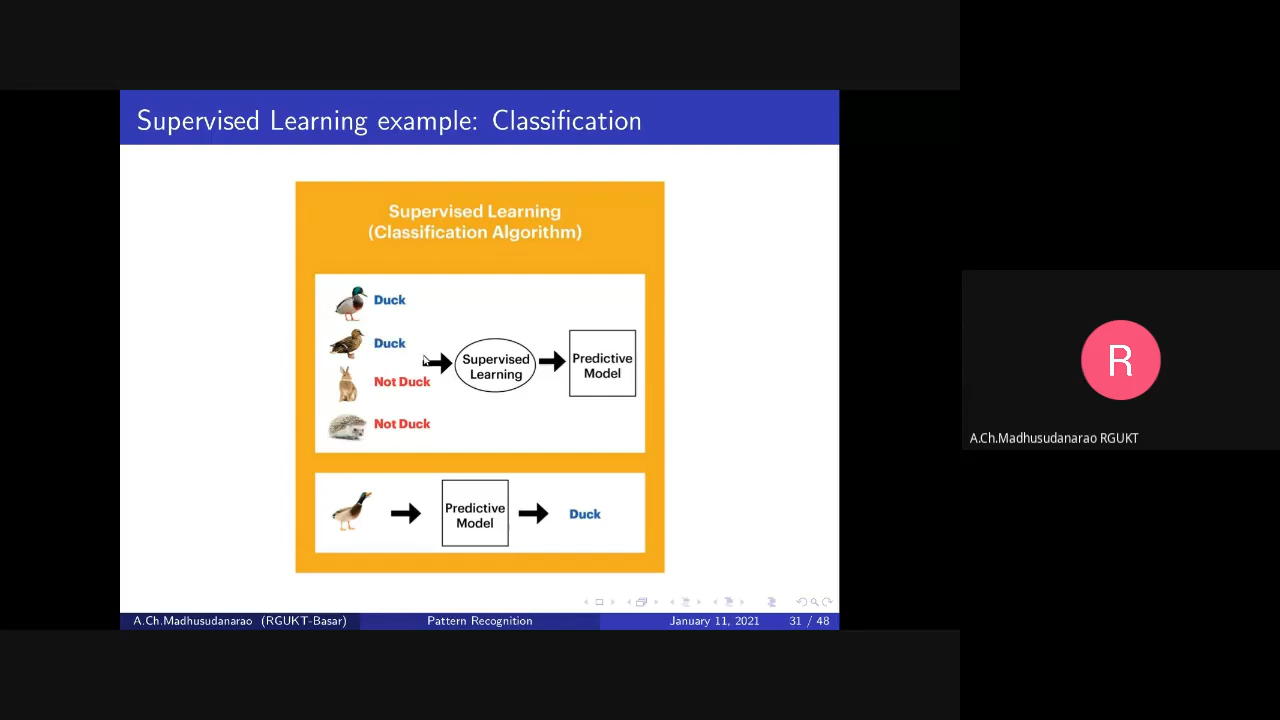 Supervised Learning example: Classification
Supervised Learning
(Classification Algorithm)
Duck
Duck
Not Duck
Not Duck
Supervised
Learning
Predictive
Model
Predictive
Model
Duck
A.Ch.Madhusudanarao (RGUKT-Basar)
Pattern Recognition
January 11, 2021
31 / 48
R
A.Ch.Madhusudanarao RGUKT